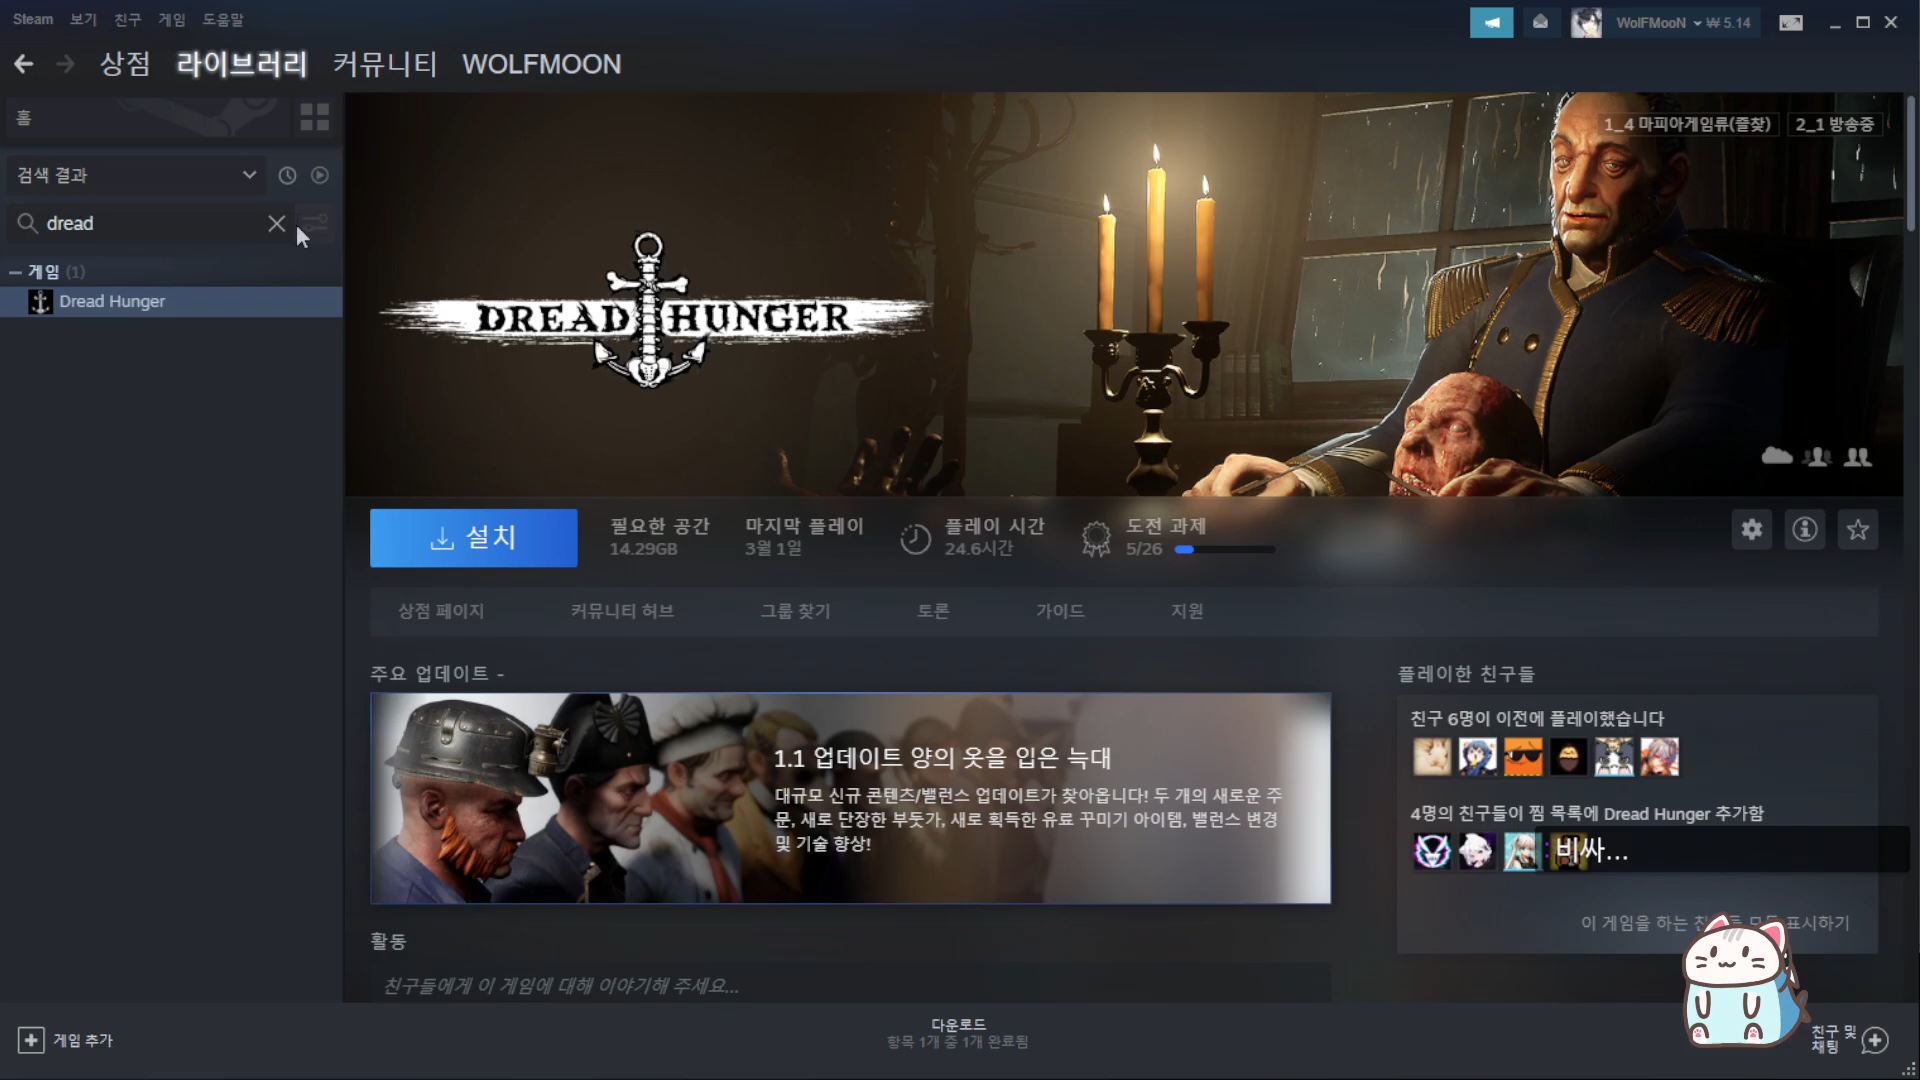 Steam 보기 친구 게임 도움말
WolFMooN ₩ 5.14
상점 라이브러리 커뮤니티 WOLFMOON
홈
검색 결과
dread
게임 (1)
Dread Hunger
1_4 마피아게임류(즐찾) 2_1 방송중
DREAD HUNGER
설치
필요한 공간
14.29GB
마지막 플레이
3월 1일
플레이 시간
24.6시간
도전 과제
5/26
상점 페이지 커뮤니티 허브 그룹 찾기 토론 가이드 지원
주요 업데이트 -
1.1 업데이트 양의 옷을 입은 늑대
대규모 신규 콘텐츠/밸런스 업데이트가 찾아옵니다! 두 개의 새로운 주
문, 새로 단장한 부둣가, 새로 획득한 유료 꾸미기 아이템, 밸런스 변경
및 기술 향상!
플레이한 친구들
친구 6명이 이전에 플레이했습니다
4명의 친구들이 찜 목록에 Dread Hunger 추가함
비싸...
이 게임을 하는 표시하기
활동
친구들에게 이 게임에 대해 이야기해 주세요...
게임 추가
다운로드
항목 1개 중 1개 완료됨
친구 및
채팅